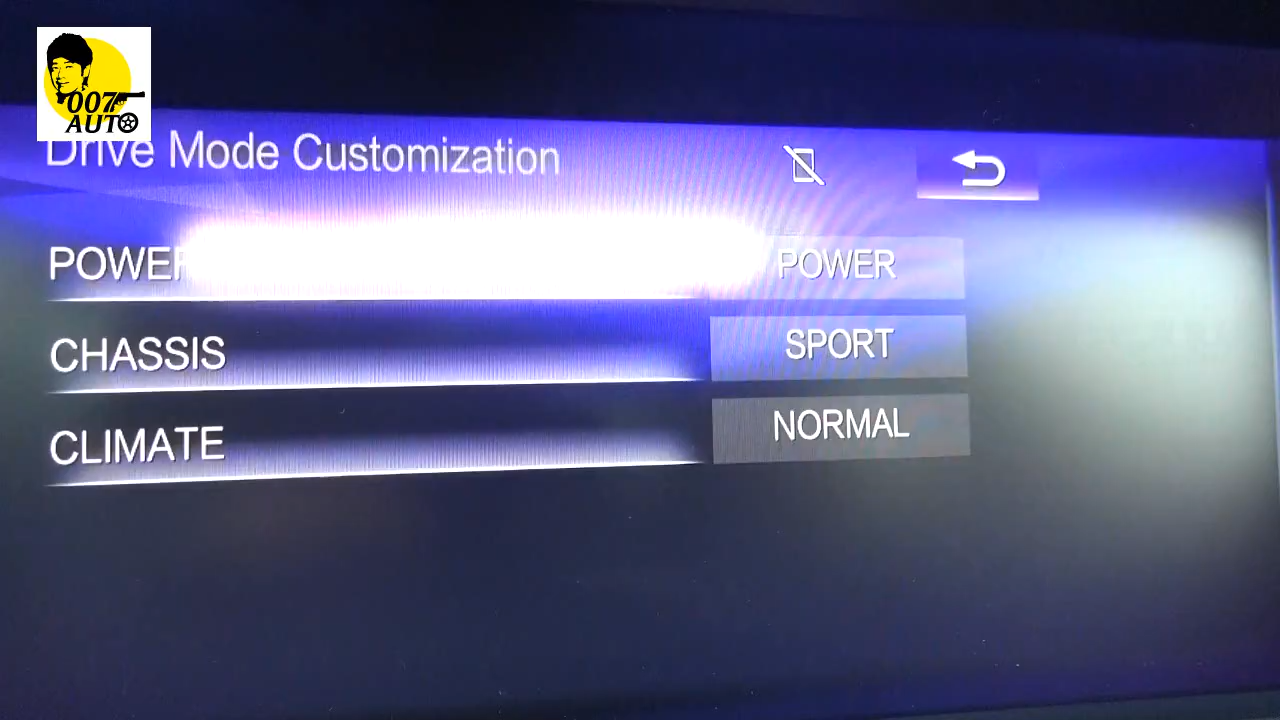 007
AUTO
Drive Mode Customization
POWER
POWER
CHASSIS
SPORT
CLIMATE
NORMAL